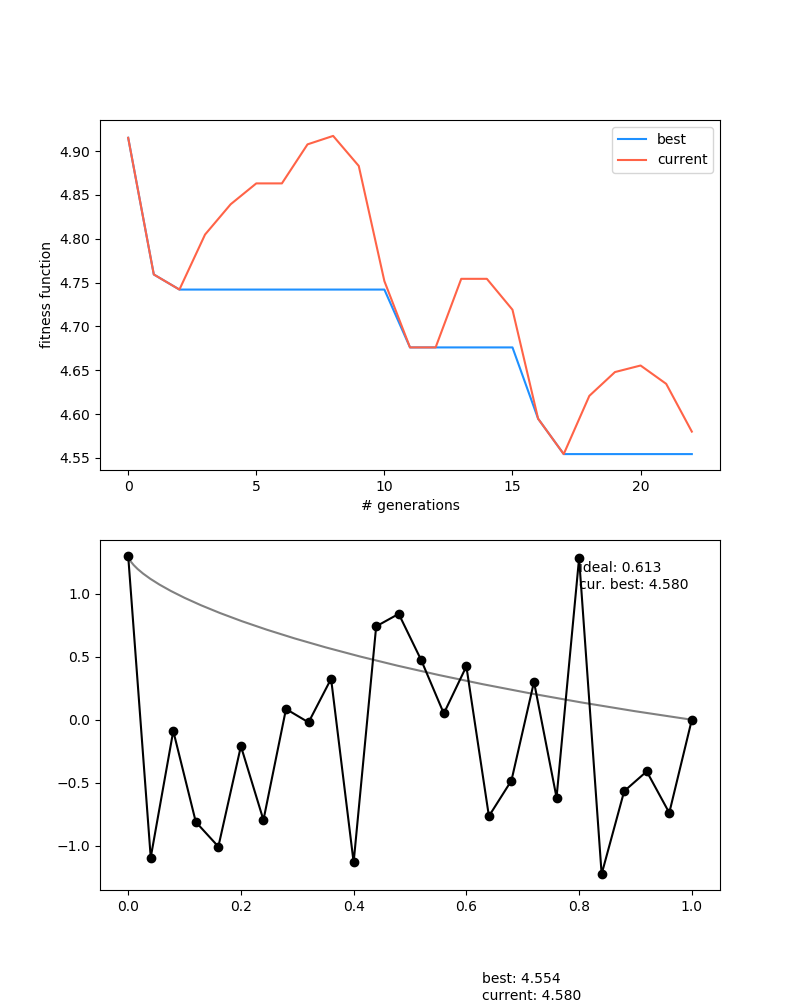 best
current
4.90
4.85
4.80
4.75
4.70
4.65
4.60
4.55
fitness function
0 5 10 15 20
# generations
ideal: 0.613
cur. best: 4.580
1.0
0.5
0.0
−0.5
−1.0
0.0 0.2 0.4 0.6 0.8 1.0
best: 4.554
current: 4.580